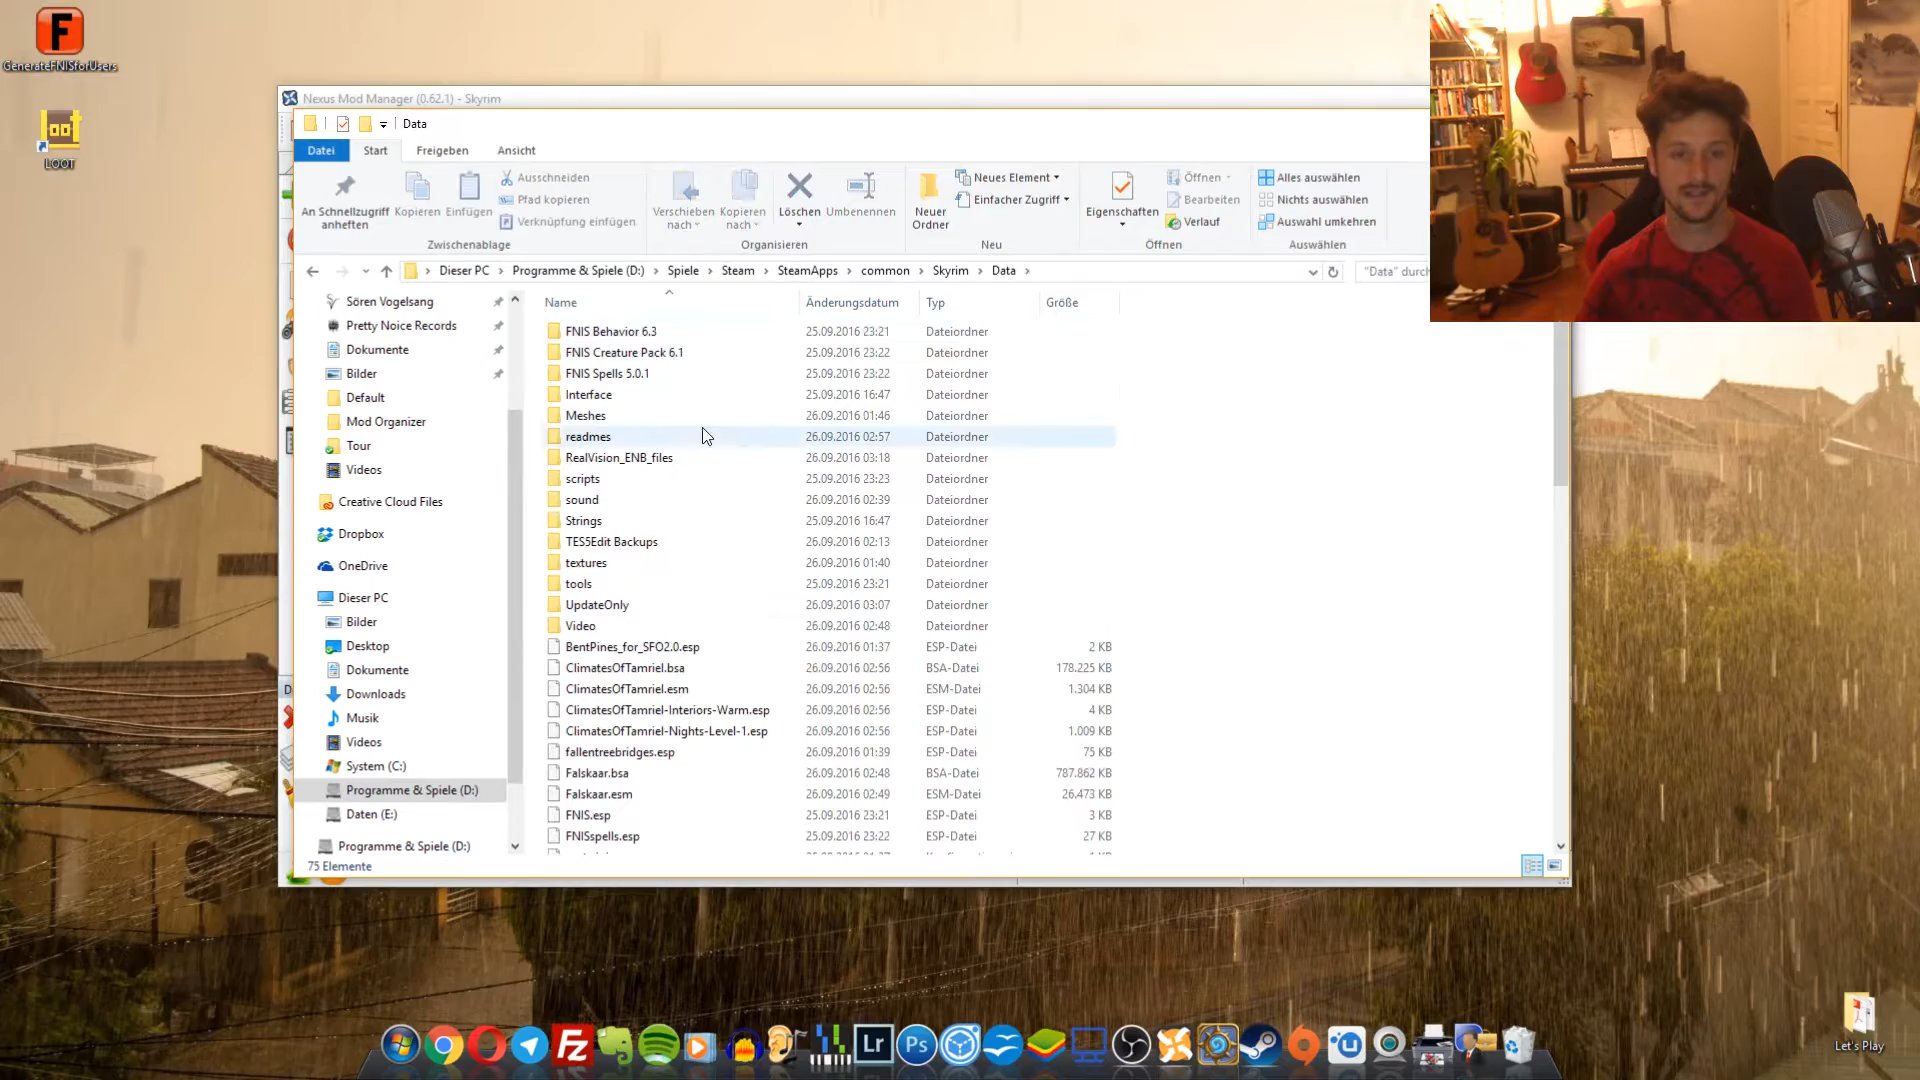 GenerateFNISforUsers
LOOT
Nexus Mod Manager (0.62.1) - Skyrim
Data
Datei Start Freigeben Ansicht
An Schnellzugriff anheften
Kopieren
Einfügen
Ausschneiden
Pfad kopieren
Verknüpfung einfügen
Zwischenablage
Verschieben nach
Kopieren nach
Löschen
Umbenennen
Organisieren
Neuer Ordner
Neues Element
Einfacher Zugriff
Neu
Eigenschaften
Öffnen
Bearbeiten
Verlauf
Öffnen
Alles auswählen
Nichts auswählen
Auswahl umkehren
Auswählen
Dieser PC > Programme & Spiele (D:) > Spiele > Steam > SteamApps > common > Skyrim > Data >
"Data" durch
Sören Vogelsang
Pretty Noice Records
Dokumente
Bilder
Default
Mod Organizer
Tour
Videos
Creative Cloud Files
Dropbox
OneDrive
Dieser PC
Bilder
Desktop
Dokumente
Downloads
Musik
Videos
System (C:)
Programme & Spiele (D:)
Daten (E:)
Programme & Spiele (D:)
Name Änderungsdatum Typ Größe
FNIS Behavior 6.3 25.09.2016 23:21 Dateiordner
FNIS Creature Pack 6.1 25.09.2016 23:22 Dateiordner
FNIS Spells 5.0.1 25.09.2016 23:22 Dateiordner
Interface 25.09.2016 16:47 Dateiordner
Meshes 26.09.2016 01:46 Dateiordner
readmes 26.09.2016 02:57 Dateiordner
RealVision_ENB_files 26.09.2016 03:18 Dateiordner
scripts 25.09.2016 23:23 Dateiordner
sound 26.09.2016 02:39 Dateiordner
Strings 25.09.2016 16:47 Dateiordner
TES5Edit Backups 26.09.2016 02:13 Dateiordner
textures 26.09.2016 01:40 Dateiordner
tools 25.09.2016 23:21 Dateiordner
UpdateOnly 26.09.2016 03:07 Dateiordner
Video 26.09.2016 02:48 Dateiordner
BentPines_for_SFO2.0.esp 26.09.2016 01:37 ESP-Datei 2 KB
ClimatesOfTamriel.bsa 26.09.2016 02:56 BSA-Datei 178.225 KB
ClimatesOfTamriel.esm 26.09.2016 02:56 ESM-Datei 1.304 KB
ClimatesOfTamriel-Interiors-Warm.esp 26.09.2016 02:56 ESP-Datei 4 KB
ClimatesOfTamriel-Nights-Level-1.esp 26.09.2016 02:56 ESP-Datei 1.009 KB
fallentreebridges.esp 26.09.2016 01:39 ESP-Datei 75 KB
Falskaar.bsa 26.09.2016 02:48 BSA-Datei 787.862 KB
Falskaar.esm 26.09.2016 02:49 ESM-Datei 26.473 KB
FNIS.esp 25.09.2016 23:21 ESP-Datei 3 KB
FNISspells.esp 25.09.2016 23:22 ESP-Datei 27 KB
75 Elemente
Lr
Ps
Let's Play